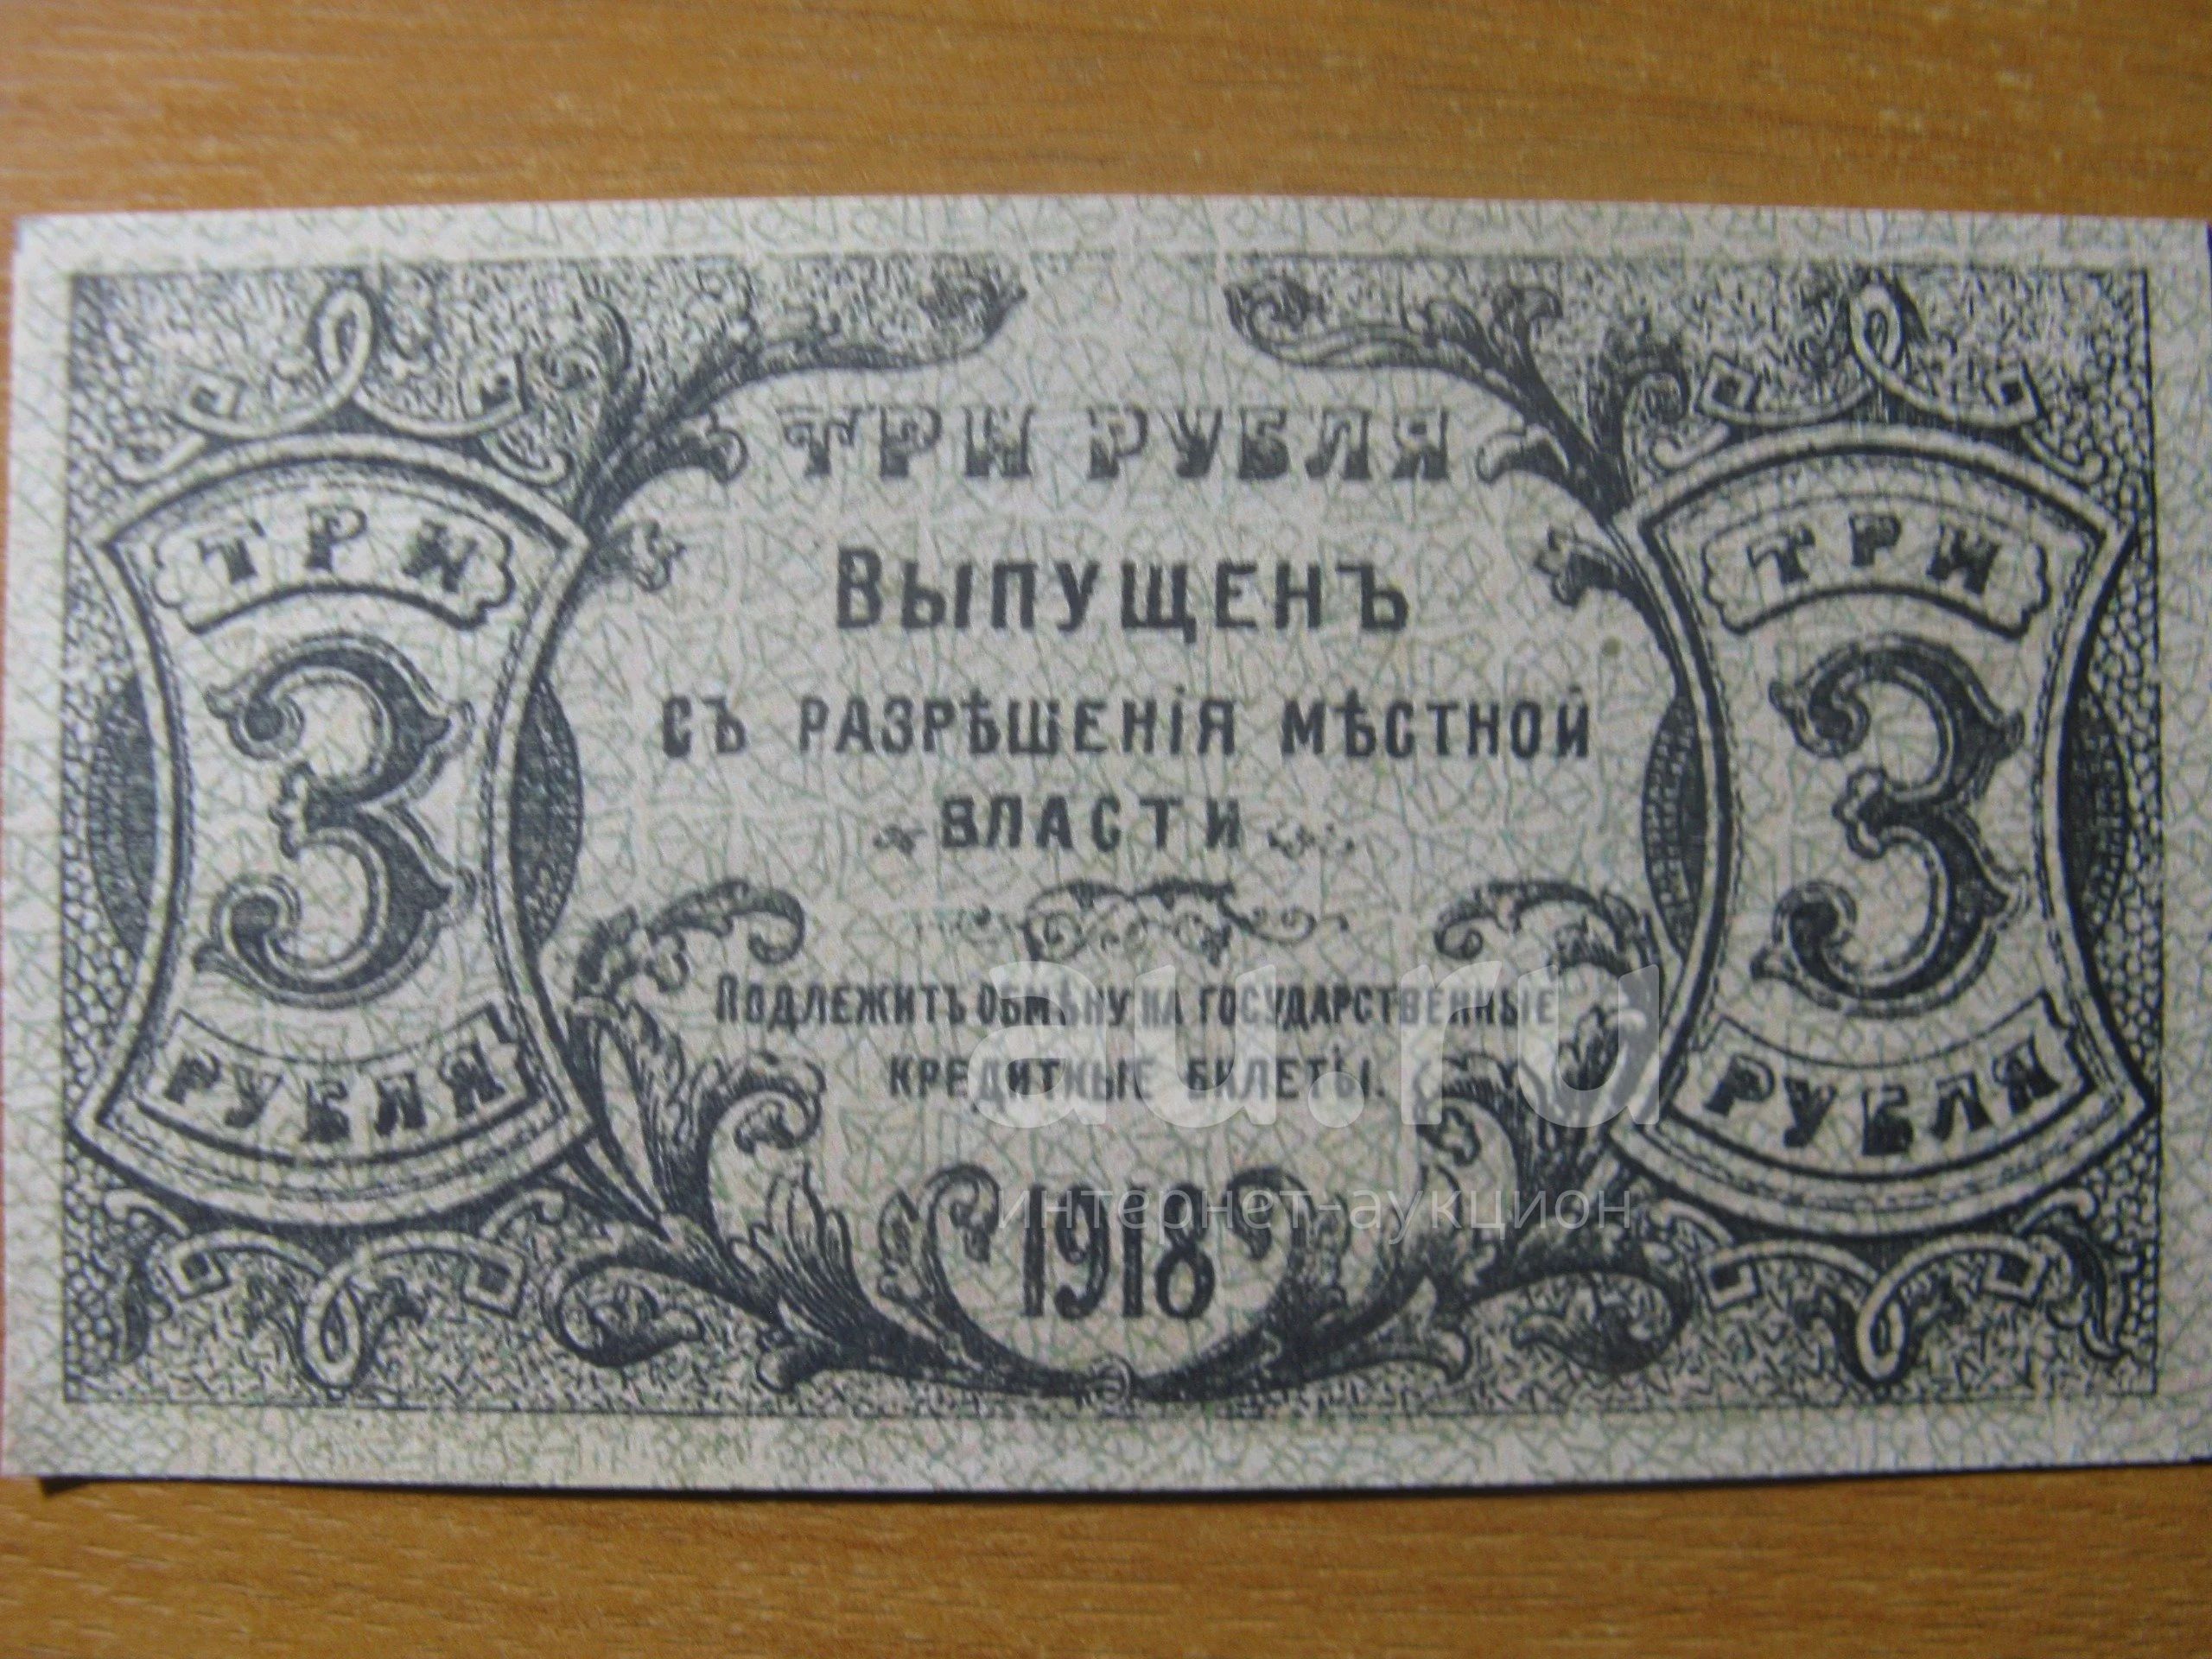 ТРИ РУБЛЯ
ТРИ
3
РУБЛЯ
ВЫПУЩЕНЪ
СЪ РАЗРѢШЕНІЯ МѢСТНОЙ
ВЛАСТИ
ПОДЛЕЖИТЪ ОБМѢНУ НА ГОСУДАРСТВЕННЫЕ
КРЕДИТНЫЕ БИЛЕТЫ.
1918
ТРИ
3
РУБЛЯ
au.ru
интернет-аукцион